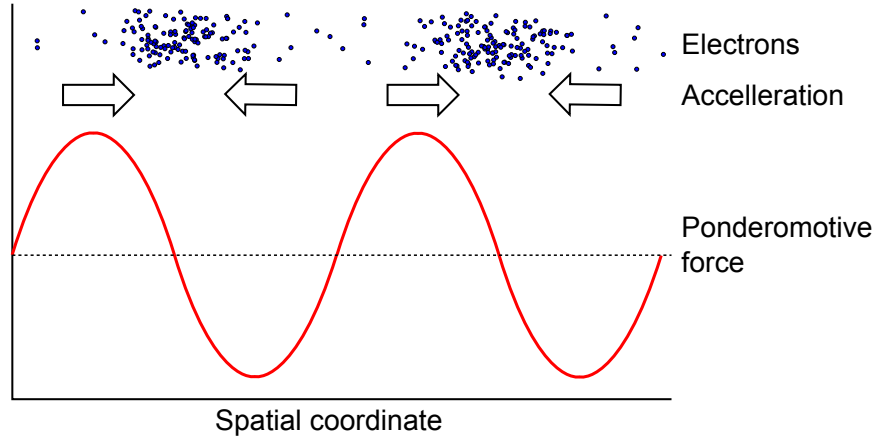 Electrons
Accelleration
Ponderomotive
force
Spatial coordinate